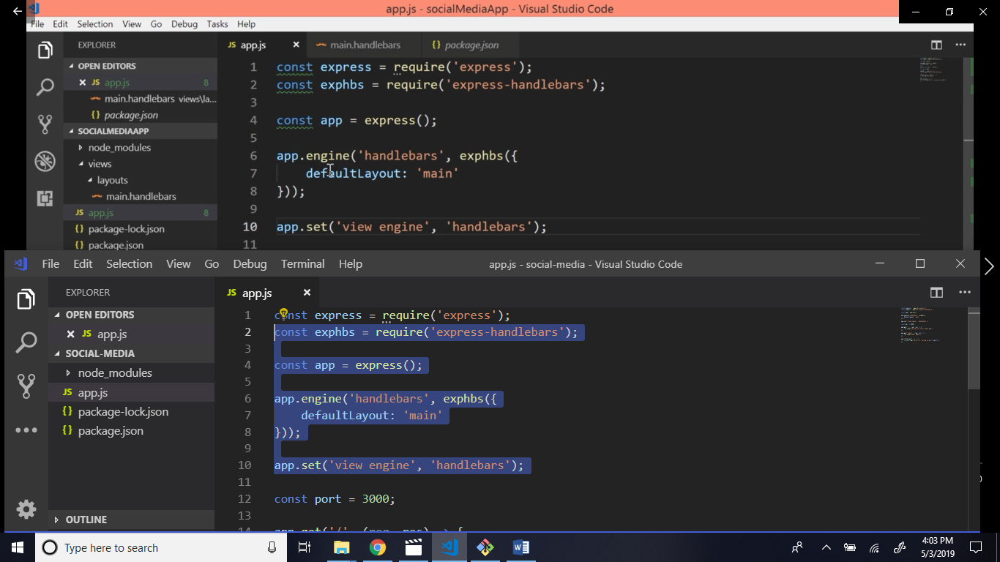 app.js - socialMediaApp - Visual Studio Code
File Edit Selection View Go Debug Tasks Help
EXPLORER
OPEN EDITORS
JS app.js 8
main.handlebars views\la...
{} package.json
SOCIALMEDIAAPP
node_modules
views
layouts
main.handlebars
JS app.js 8
{} package-lock.json
{} package.json
JS app.js
main.handlebars
{} package.json
1 const express = require('express');
2 const exphbs = require('express-handlebars');
3
4 const app = express();
5
6 app.engine('handlebars', exphbs({
7 defaultLayout: 'main'
8 }));
9
10 app.set('view engine', 'handlebars');
11
File Edit Selection View Go Debug Terminal Help
app.js - social-media - Visual Studio Code
EXPLORER
OPEN EDITORS
JS app.js
SOCIAL-MEDIA
node_modules
JS app.js
{} package-lock.json
{} package.json
OUTLINE
JS app.js
1 const express = require('express');
2 const exphbs = require('express-handlebars');
3
4 const app = express();
5
6 app.engine('handlebars', exphbs({
7 defaultLayout: 'main'
8 }));
9
10 app.set('view engine', 'handlebars');
11
12 const port = 3000;
13
14 app.get('/', (req, res) => {
Type here to search
4:03 PM
5/3/2019